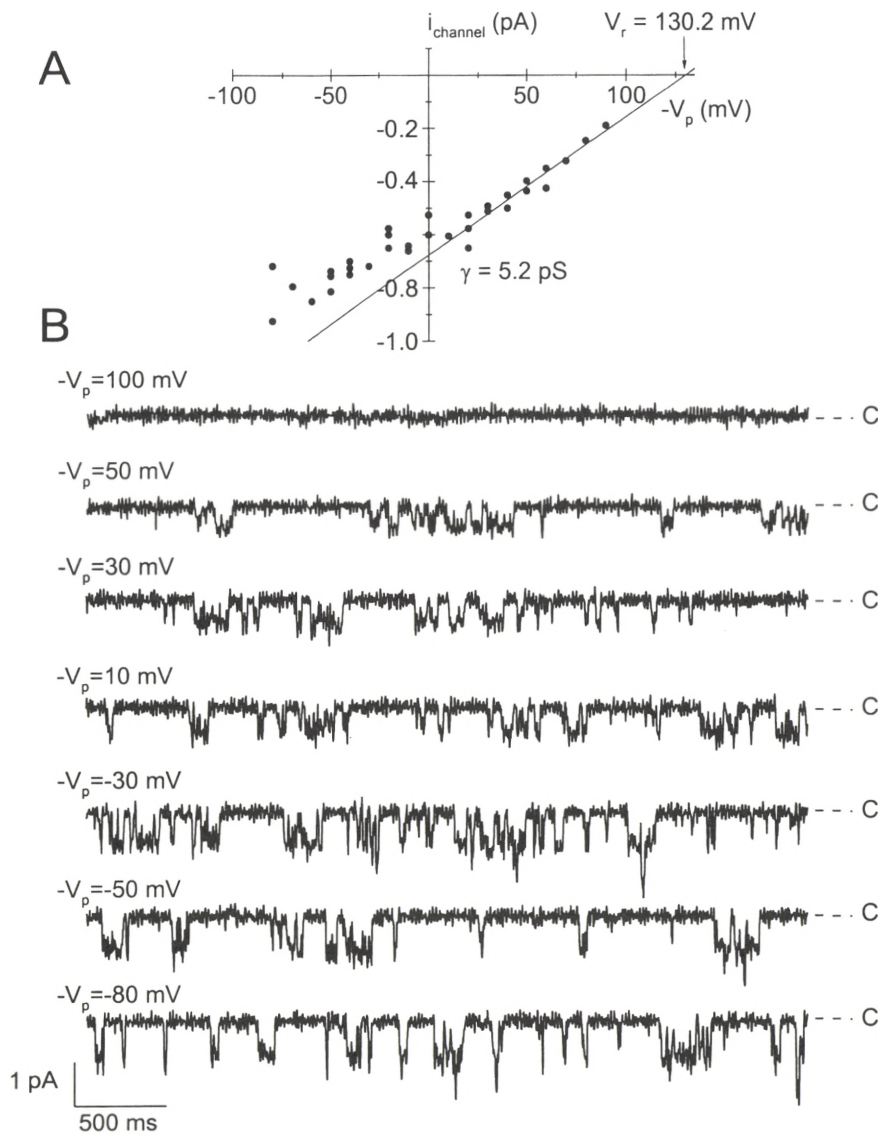 A
i_channel (pA)
V_r = 130.2 mV
-100
-50
50
100
-V_p (mV)
-0.2
-0.4
-0.8
-1.0
γ = 5.2 pS
B
-V_p=100 mV
C
-V_p=50 mV
C
-V_p=30 mV
C
-V_p=10 mV
C
-V_p=-30 mV
C
-V_p=-50 mV
C
-V_p=-80 mV
C
1 pA
500 ms